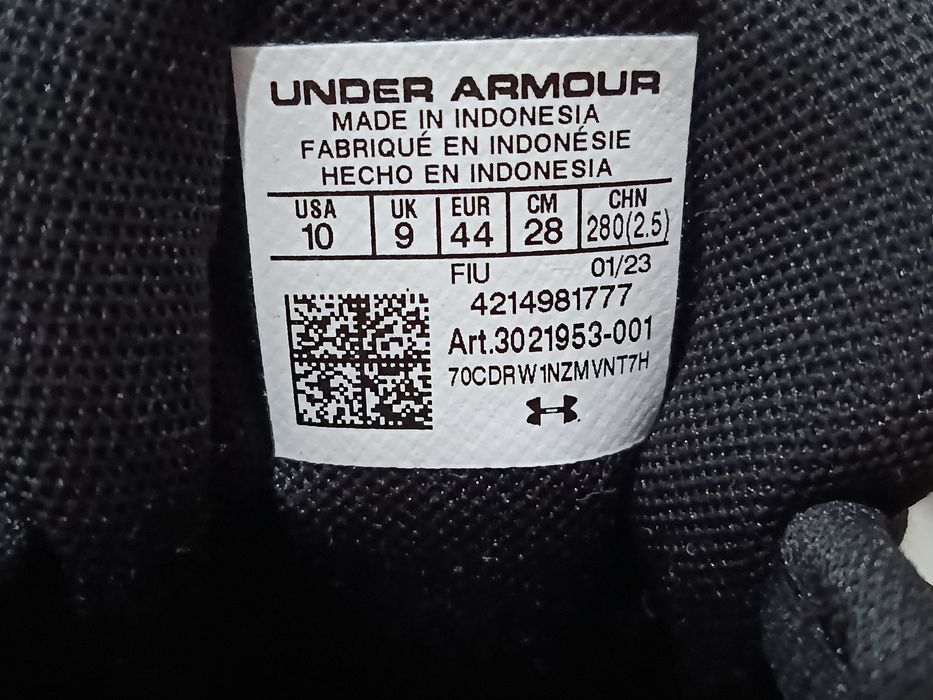 UNDER ARMOUR
MADE IN INDONESIA
FABRIQUÉ EN INDONÉSIE
HECHO EN INDONESIA
USA UK EUR CM CHN
10 9 44 28 280(2.5)
FIU 01/23
4214981777
Art.3021953-001
70CDRW1NZMVNT7H